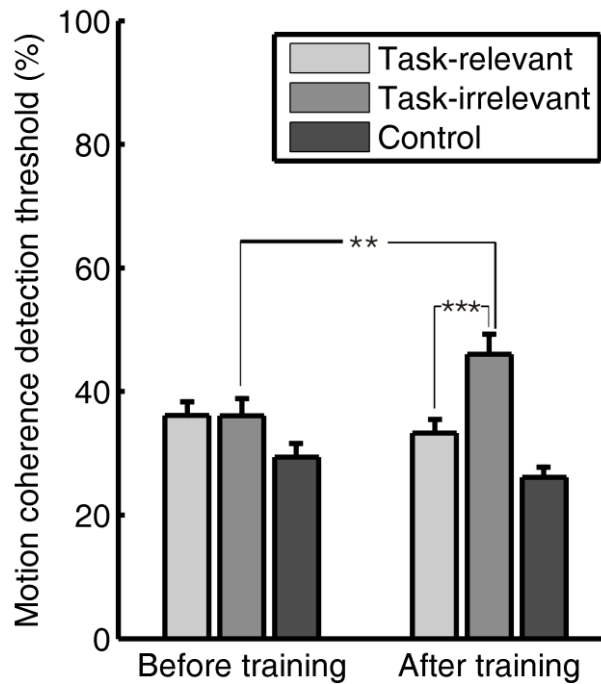 100
80
60
40
20
0
Motion coherence detection threshold (%)
Task-relevant
Task-irrelevant
Control
**
***
Before training
After training